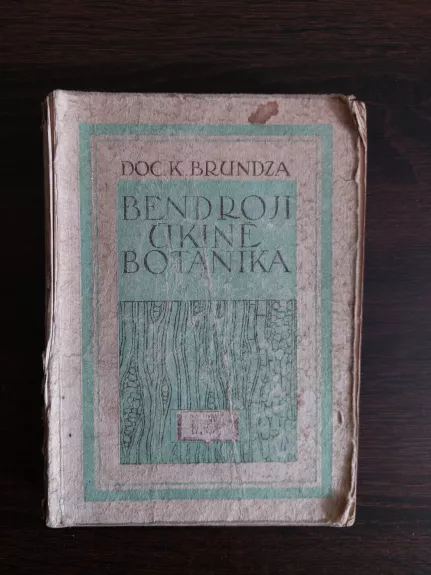 DOC. K. BRUNDZA
BENDROJI
ŪKINĖ
BOTANIKA